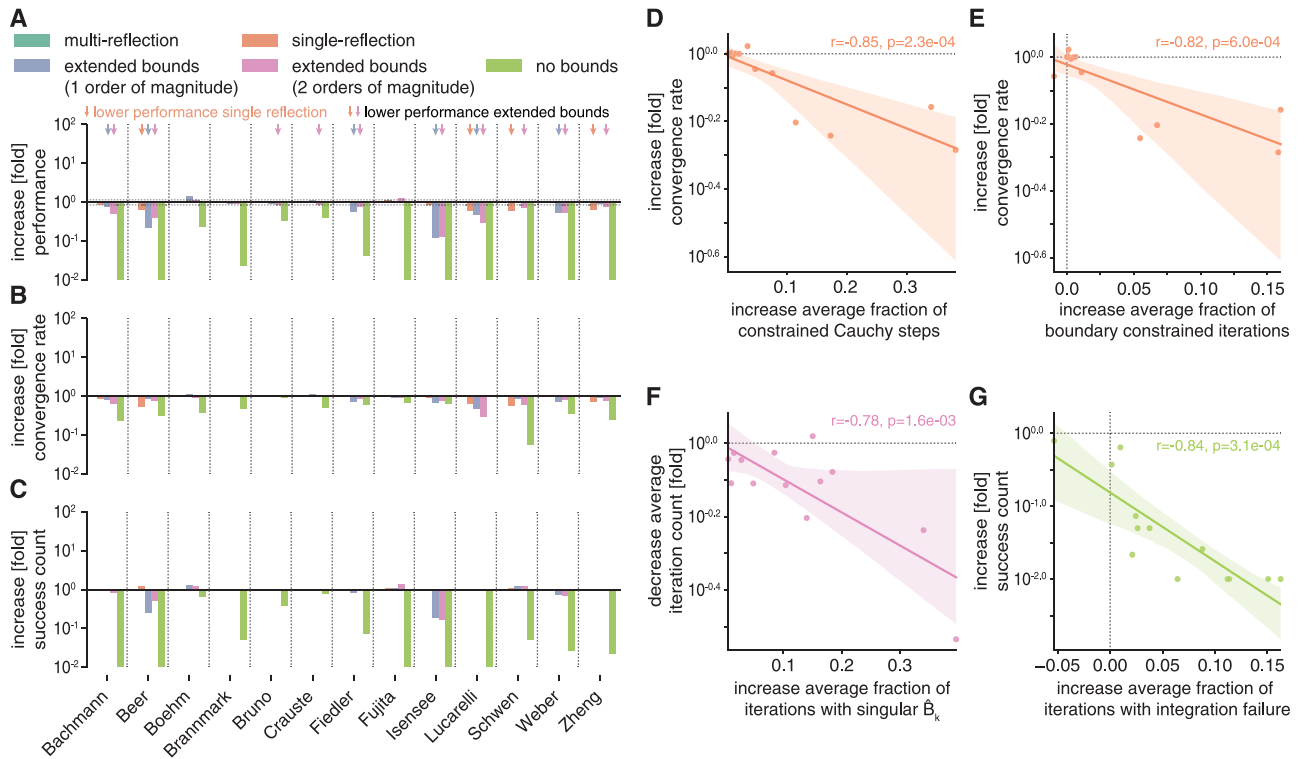 A
multi-reflection
single-reflection
extended bounds
(1 order of magnitude)
extended bounds
(2 orders of magnitude)
no bounds
lower performance single reflection
lower performance extended bounds
increase [fold]
performance
10²
10¹
10⁰
10⁻¹
10⁻²
B
increase [fold]
convergence rate
10²
10¹
10⁰
10⁻¹
10⁻²
C
increase [fold]
success count
10²
10¹
10⁰
10⁻¹
10⁻²
Bachmann
Beer
Boehm
Brannmark
Bruno
Crauste
Fiedler
Fujita
Isensee
Lucarelli
Schwen
Weber
Zheng
D
r=-0.85, p=2.3e-04
increase [fold]
convergence rate
10⁰·⁰
10⁻⁰·²
10⁻⁰·⁴
10⁻⁰·⁶
0.1
0.3
increase average fraction of
constrained Cauchy steps
E
r=-0.82, p=6.0e-04
increase [fold]
convergence rate
10⁰·⁰
10⁻⁰·²
10⁻⁰·⁴
10⁻⁰·⁶
0.0
0.05
0.15
increase average fraction of
boundary constrained iterations
F
r=-0.78, p=1.6e-03
decrease average
iteration count [fold]
10⁰·⁰
10⁻⁰·²
10⁻⁰·⁴
0.1
0.3
increase average fraction of
iterations with singular B̂ₖ
G
r=-0.84, p=3.1e-04
increase [fold]
success count
10⁰·⁰
10⁻¹·⁰
10⁻²·⁰
−0.05
0.00
0.05
0.10
0.15
increase average fraction of
iterations with integration failure